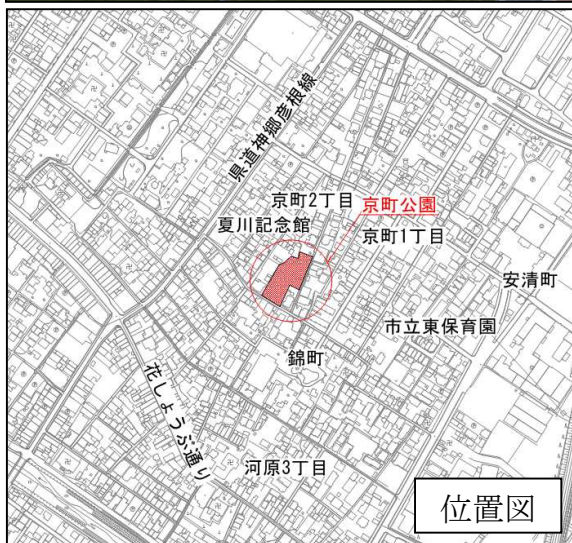 県道神郷彦根線
京町2丁目
京町公園
夏川記念館
京町1丁目
安清町
市立東保育園
錦町
花しょうぶ通り
河原3丁目
位置図